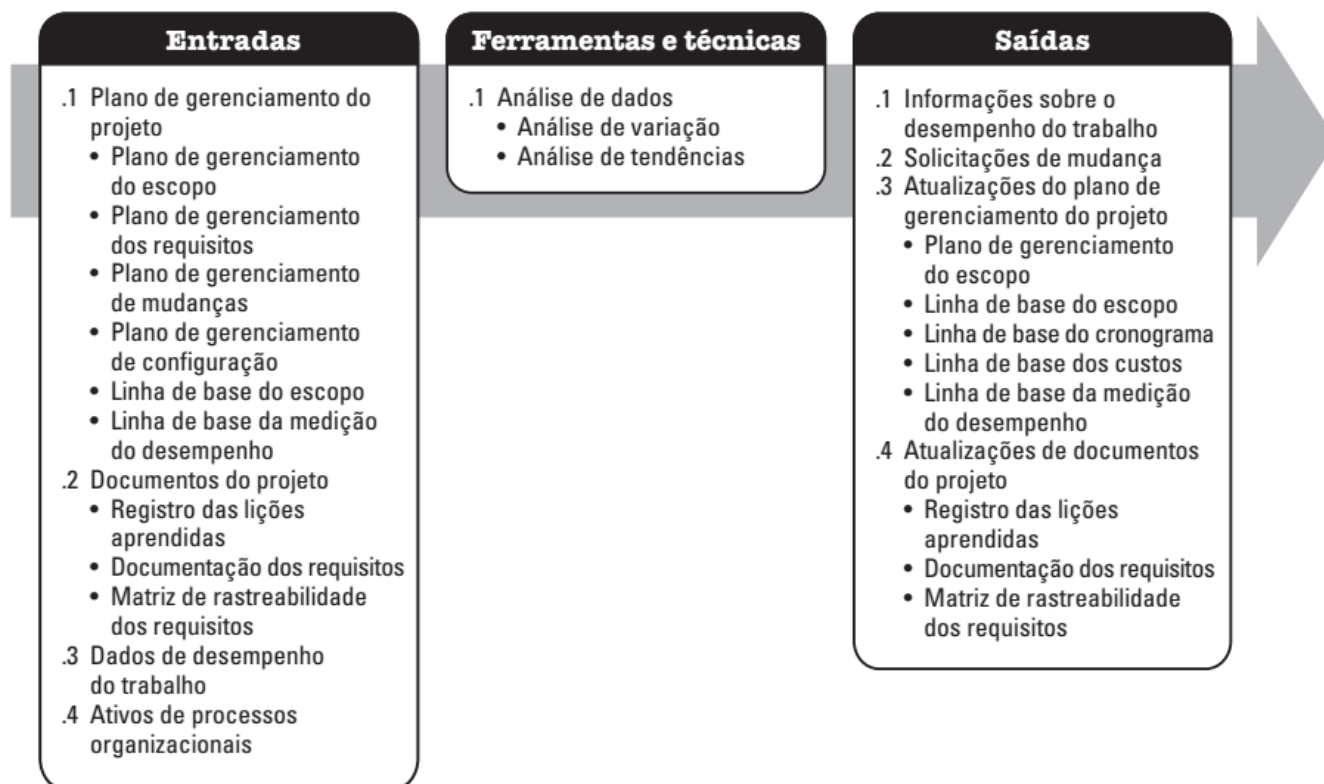 Entradas
.1 Plano de gerenciamento do
projeto
• Plano de gerenciamento
do escopo
• Plano de gerenciamento
dos requisitos
• Plano de gerenciamento
de mudanças
• Plano de gerenciamento
de configuração
• Linha de base do escopo
• Linha de base da medição
do desempenho
.2 Documentos do projeto
• Registro das lições
aprendidas
• Documentação dos requisitos
• Matriz de rastreabilidade
dos requisitos
.3 Dados de desempenho
do trabalho
.4 Ativos de processos
organizacionais
Ferramentas e técnicas
.1 Análise de dados
• Análise de variação
• Análise de tendências
Saídas
.1 Informações sobre o
desempenho do trabalho
.2 Solicitações de mudança
.3 Atualizações do plano de
gerenciamento do projeto
• Plano de gerenciamento
do escopo
• Linha de base do escopo
• Linha de base do cronograma
• Linha de base dos custos
• Linha de base da medição
do desempenho
.4 Atualizações de documentos
do projeto
• Registro das lições
aprendidas
• Documentação dos requisitos
• Matriz de rastreabilidade
dos requisitos